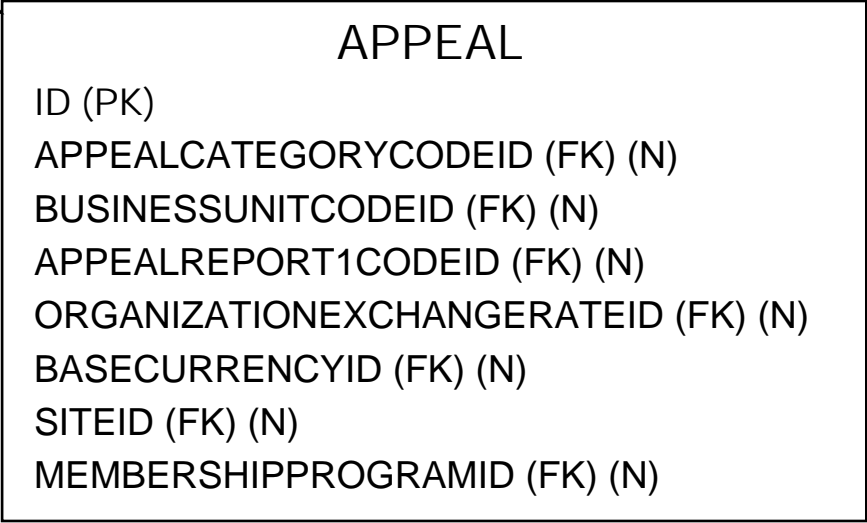 APPEAL
ID (PK)
APPEALCATEGORYCODEID (FK) (N)
BUSINESSUNITCODEID (FK) (N)
APPEALREPORT1CODEID (FK) (N)
ORGANIZATIONEXCHANGERATEID (FK) (N)
BASECURRENCYID (FK) (N)
SITEID (FK) (N)
MEMBERSHIPPROGRAMID (FK) (N)